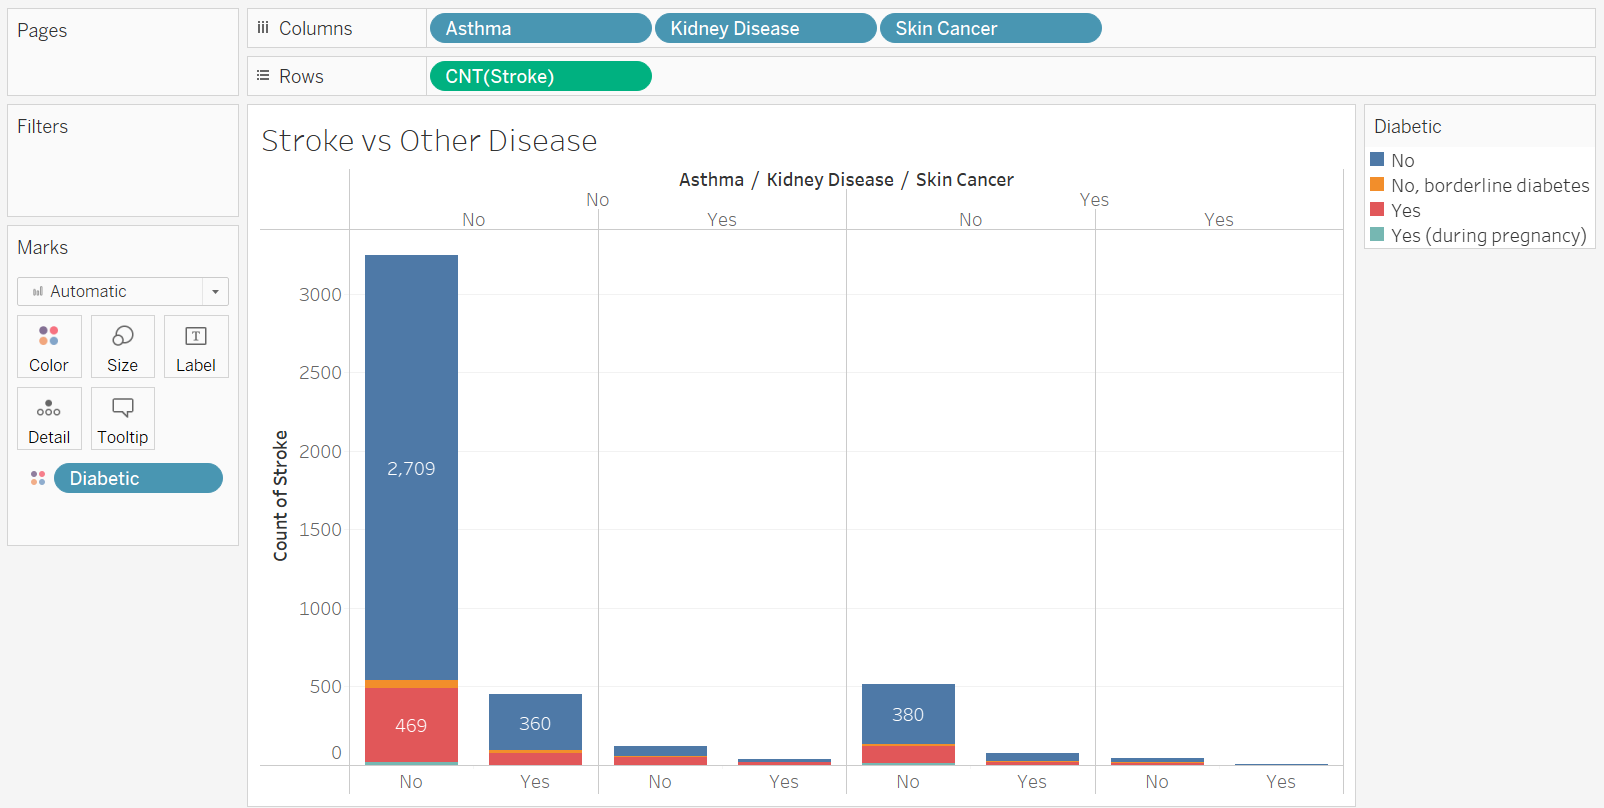 Pages
Columns
Asthma
Kidney Disease
Skin Cancer
Rows
CNT(Stroke)
Filters
Marks
Automatic
Color
Size
Label
Detail
Tooltip
Diabetic
Stroke vs Other Disease
Asthma / Kidney Disease / Skin Cancer
No
Yes
No
Yes
No
Yes
Count of Stroke
3000
2500
2000
1500
1000
500
0
2,709
469
360
380
No
Yes
No
Yes
No
Yes
No
Yes
Diabetic
No
No, borderline diabetes
Yes
Yes (during pregnancy)